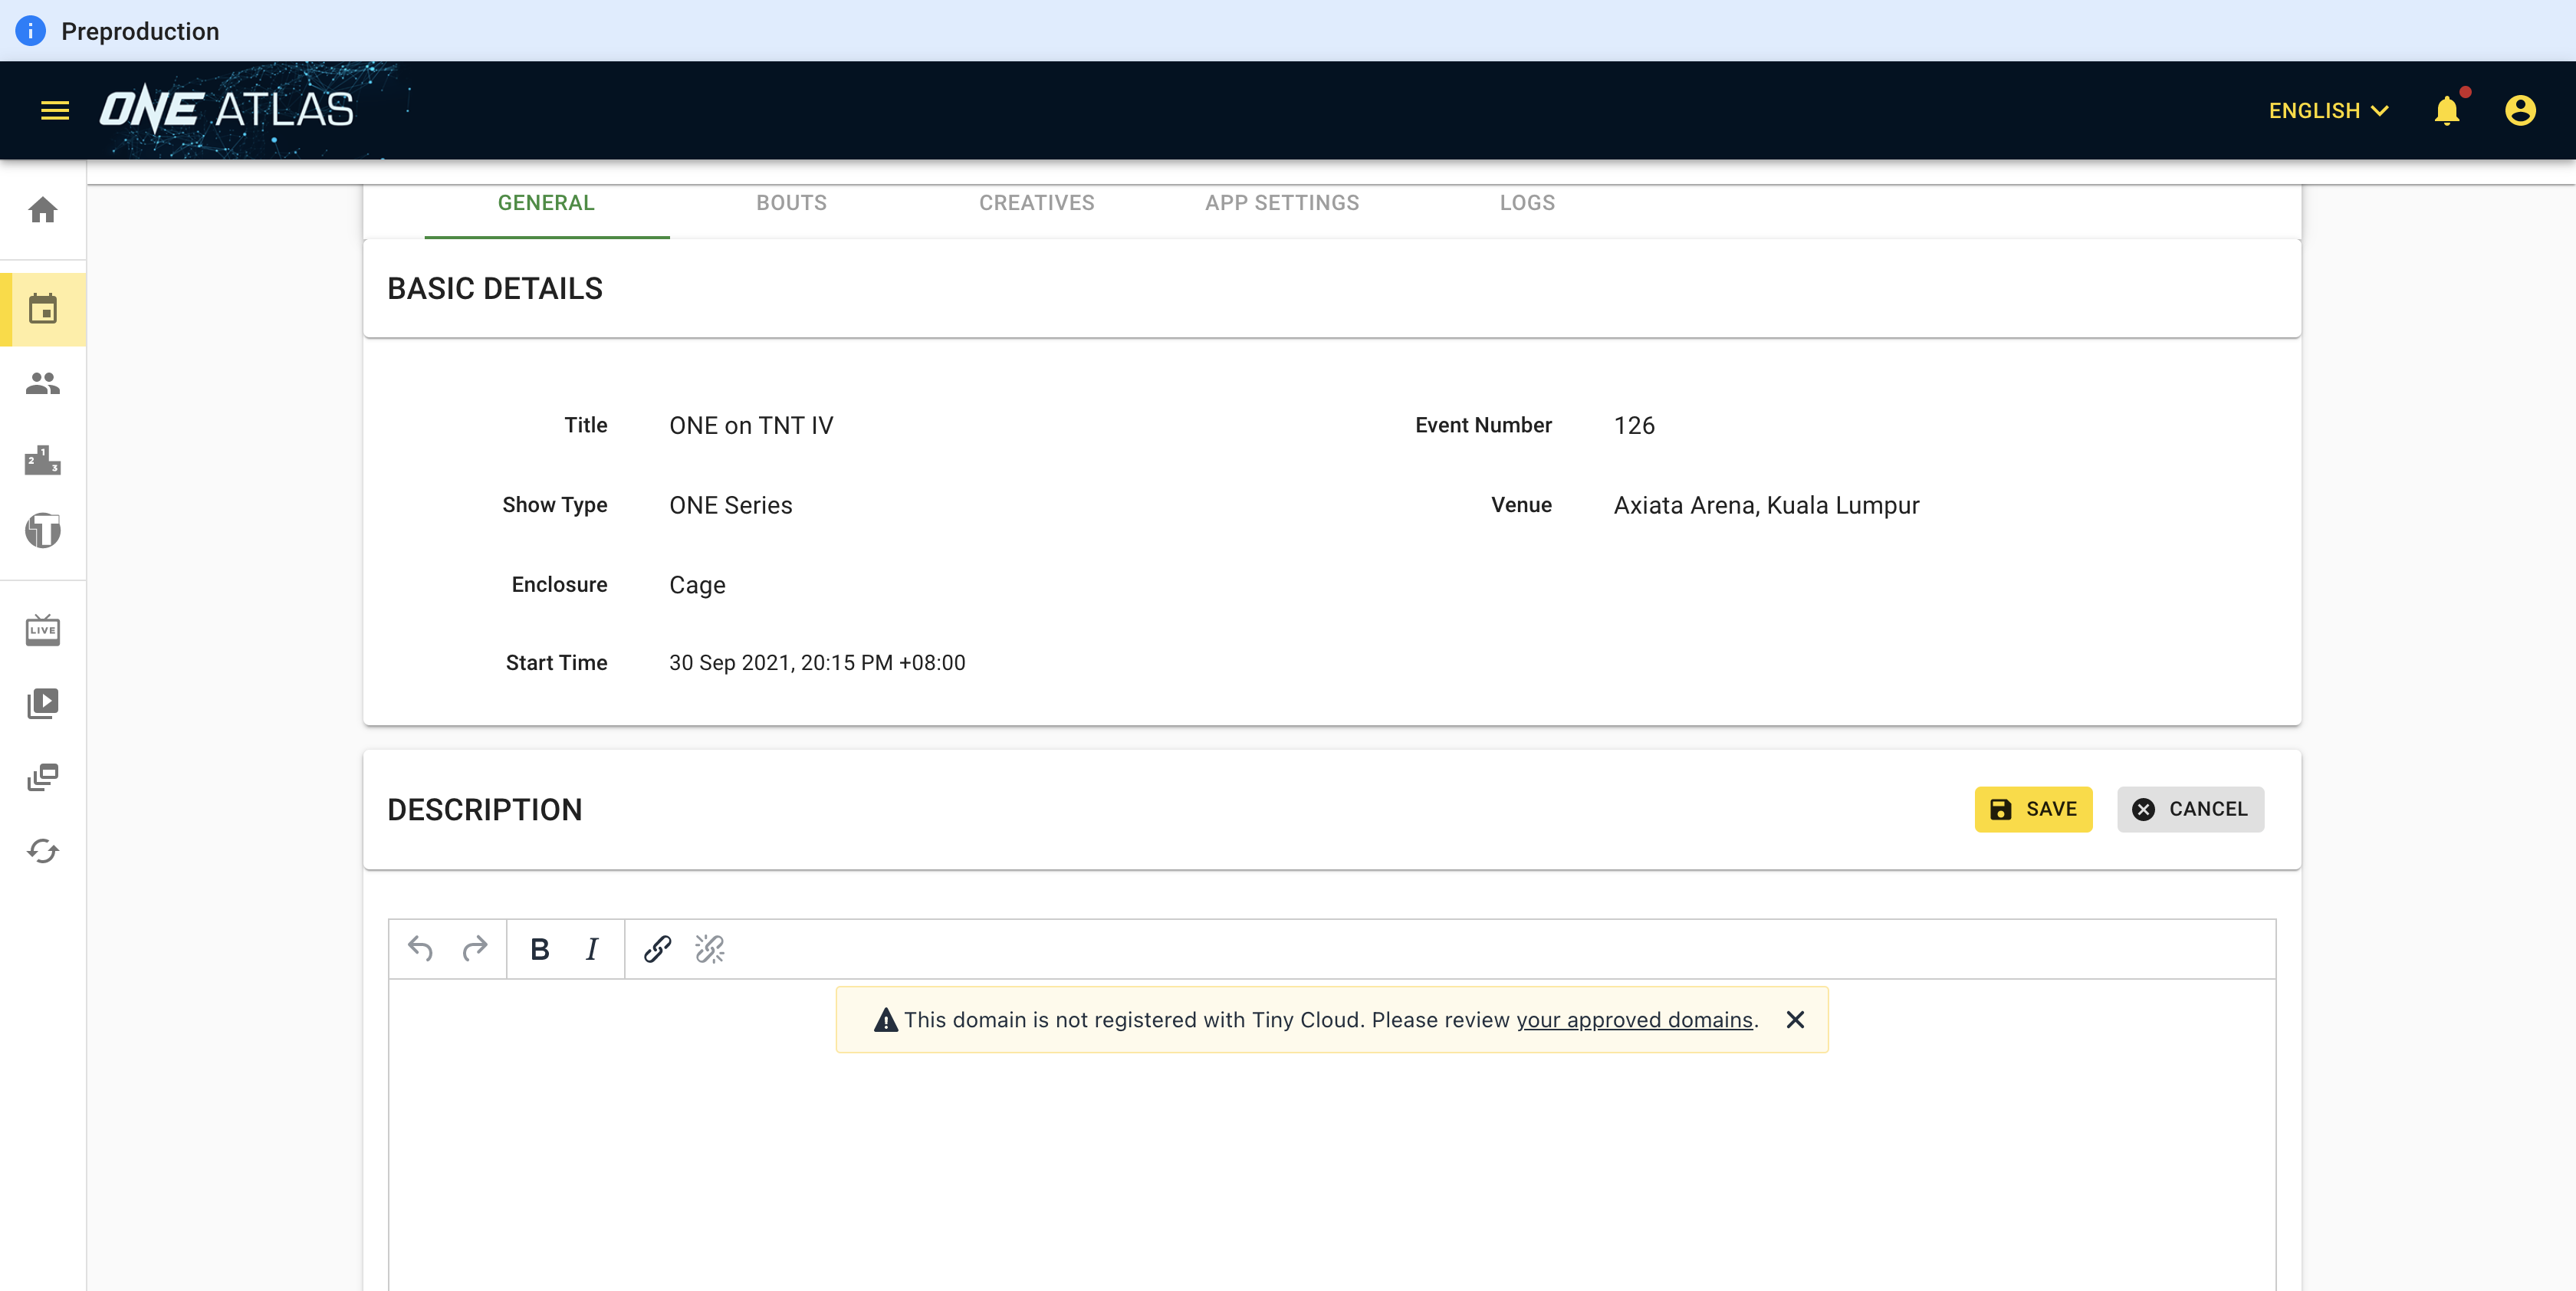 Preproduction
ONE ATLAS
ENGLISH
GENERAL BOUTS CREATIVES APP SETTINGS LOGS
BASIC DETAILS
Title ONE on TNT IV Event Number 126
Show Type ONE Series Venue Axiata Arena, Kuala Lumpur
Enclosure Cage
Start Time 30 Sep 2021, 20:15 PM +08:00
LIVE
DESCRIPTION SAVE CANCEL
B I
This domain is not registered with Tiny Cloud. Please review your approved domains.